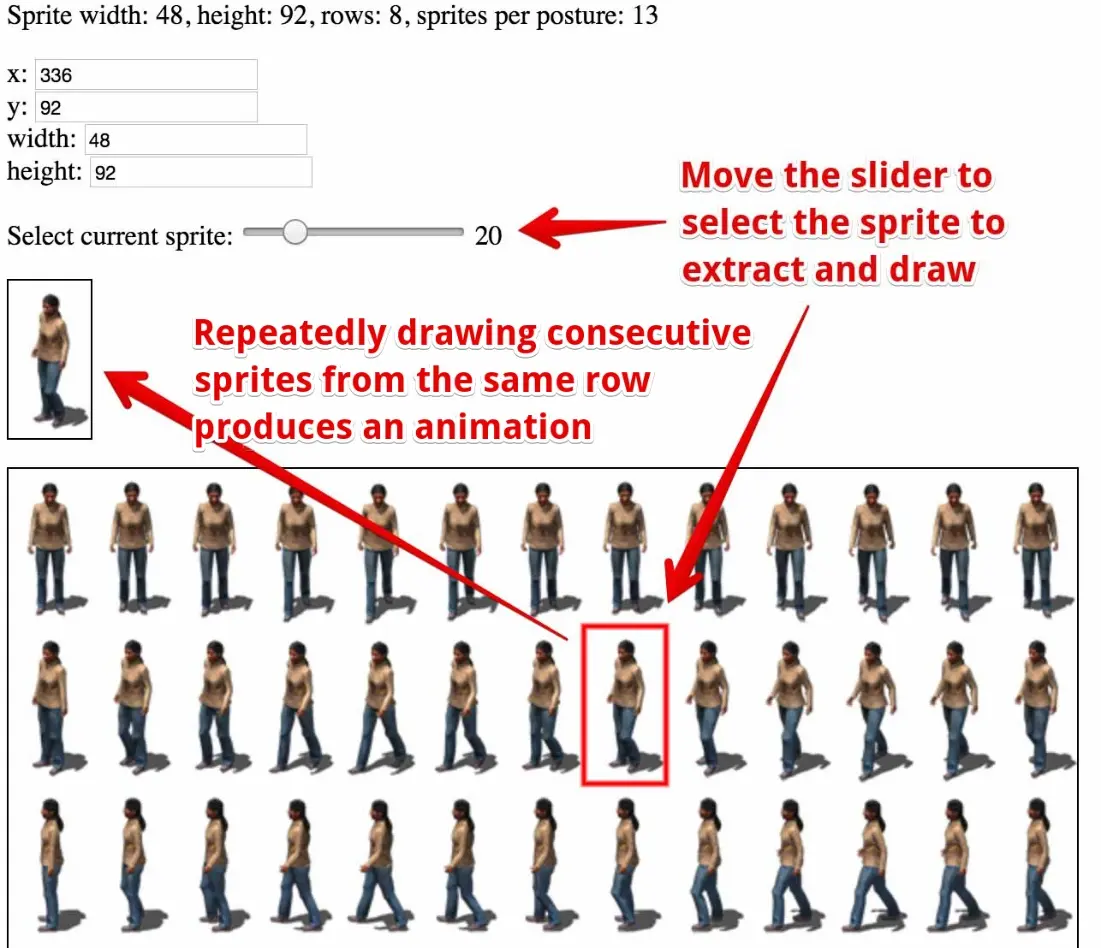 Sprite width: 48, height: 92, rows: 8, sprites per posture: 13
x: 336
y: 92
width: 48
height: 92
Select current sprite: 20
Move the slider to
select the sprite to
extract and draw
Repeatedly drawing consecutive
sprites from the same row
produces an animation